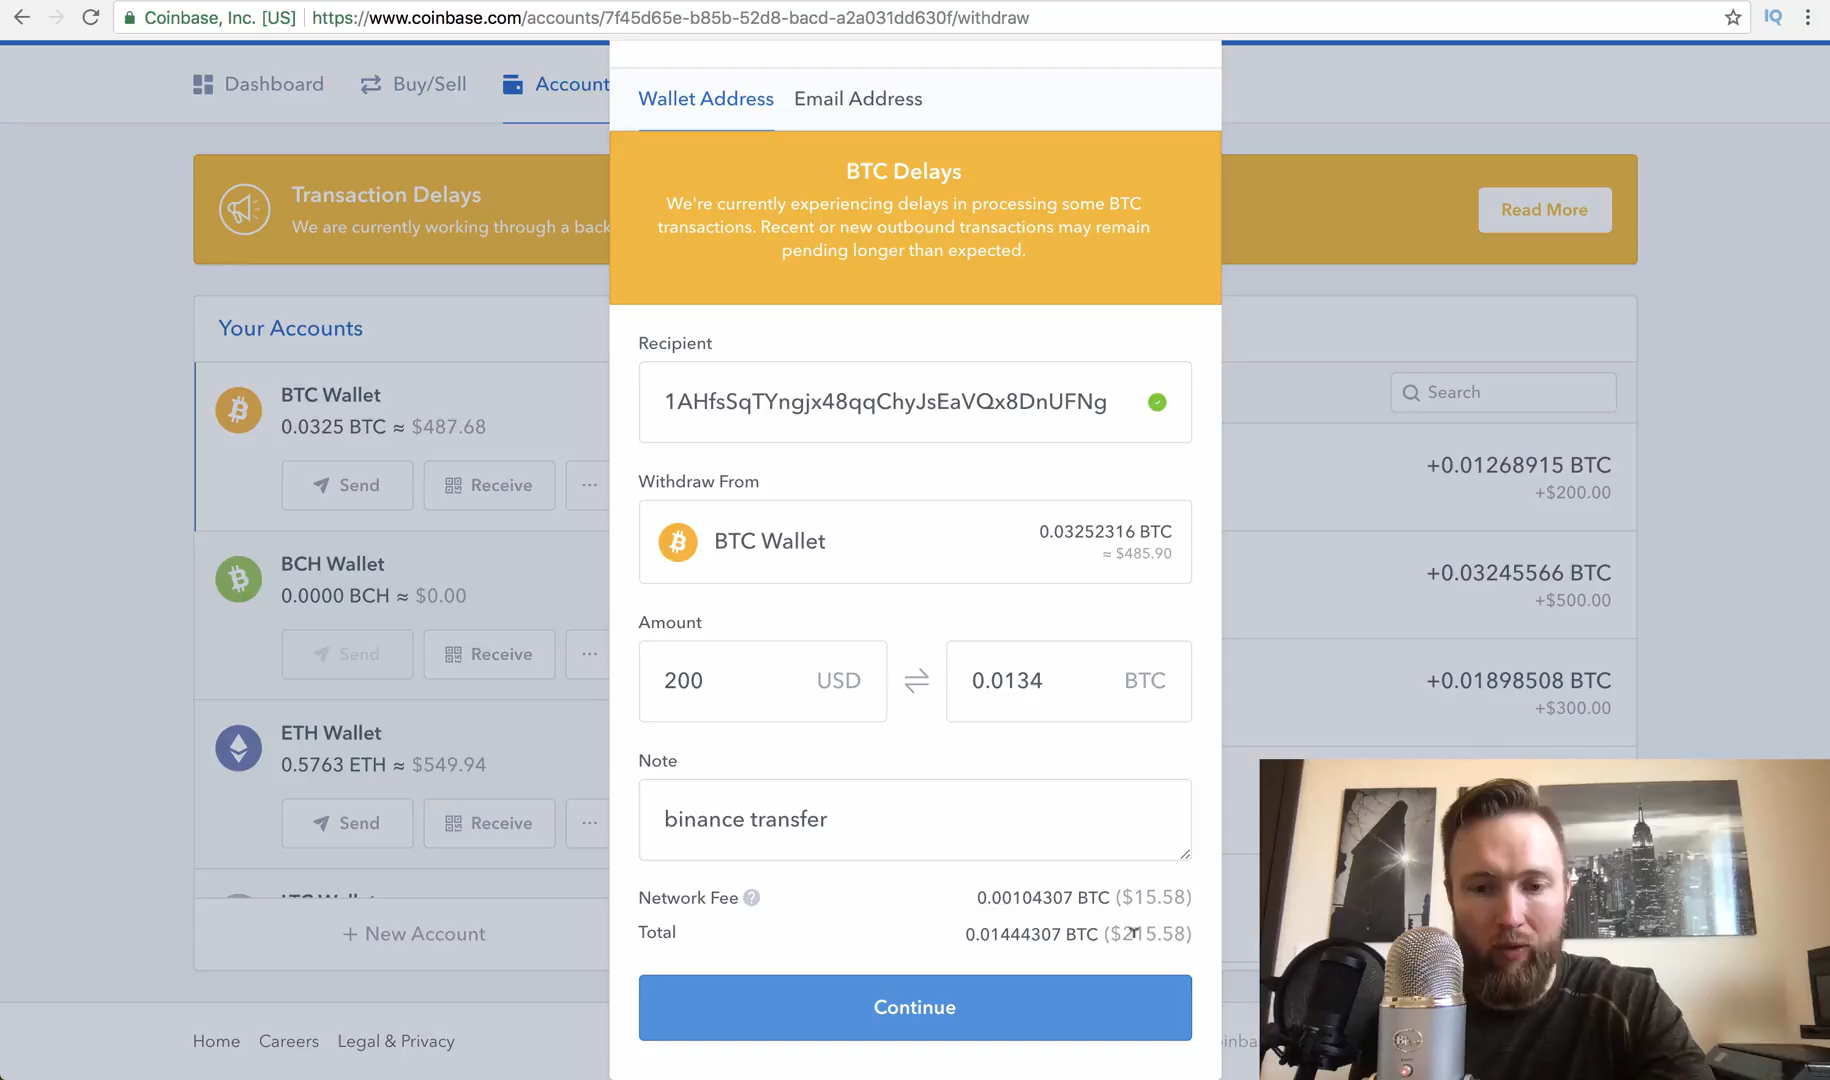 Coinbase, Inc. [US] https://www.coinbase.com/accounts/7f45d65e-b85b-52d8-bacd-a2a031dd630f/withdraw
IQ
Dashboard
Buy/Sell
Account
Wallet Address
Email Address
Transaction Delays
We are currently working through a back
Read More
BTC Delays
We're currently experiencing delays in processing some BTC
transactions. Recent or new outbound transactions may remain
pending longer than expected.
Your Accounts
BTC Wallet
0.0325 BTC ≈ $487.68
Send
Receive
...
BCH Wallet
0.0000 BCH ≈ $0.00
Send
Receive
...
ETH Wallet
0.5763 ETH ≈ $549.94
Send
Receive
...
+ New Account
Recipient
1AHfsSqTYngjx48qqChyJsEaVQx8DnUFNg
Withdraw From
BTC Wallet
0.03252316 BTC
≈ $485.90
Amount
200 USD
0.0134 BTC
Note
binance transfer
Network Fee ?
0.00104307 BTC ($15.58)
Total
0.01444307 BTC ($215.58)
Continue
Search
+0.01268915 BTC
+$200.00
+0.03245566 BTC
+$500.00
+0.01898508 BTC
+$300.00
Home
Careers
Legal & Privacy
oinba